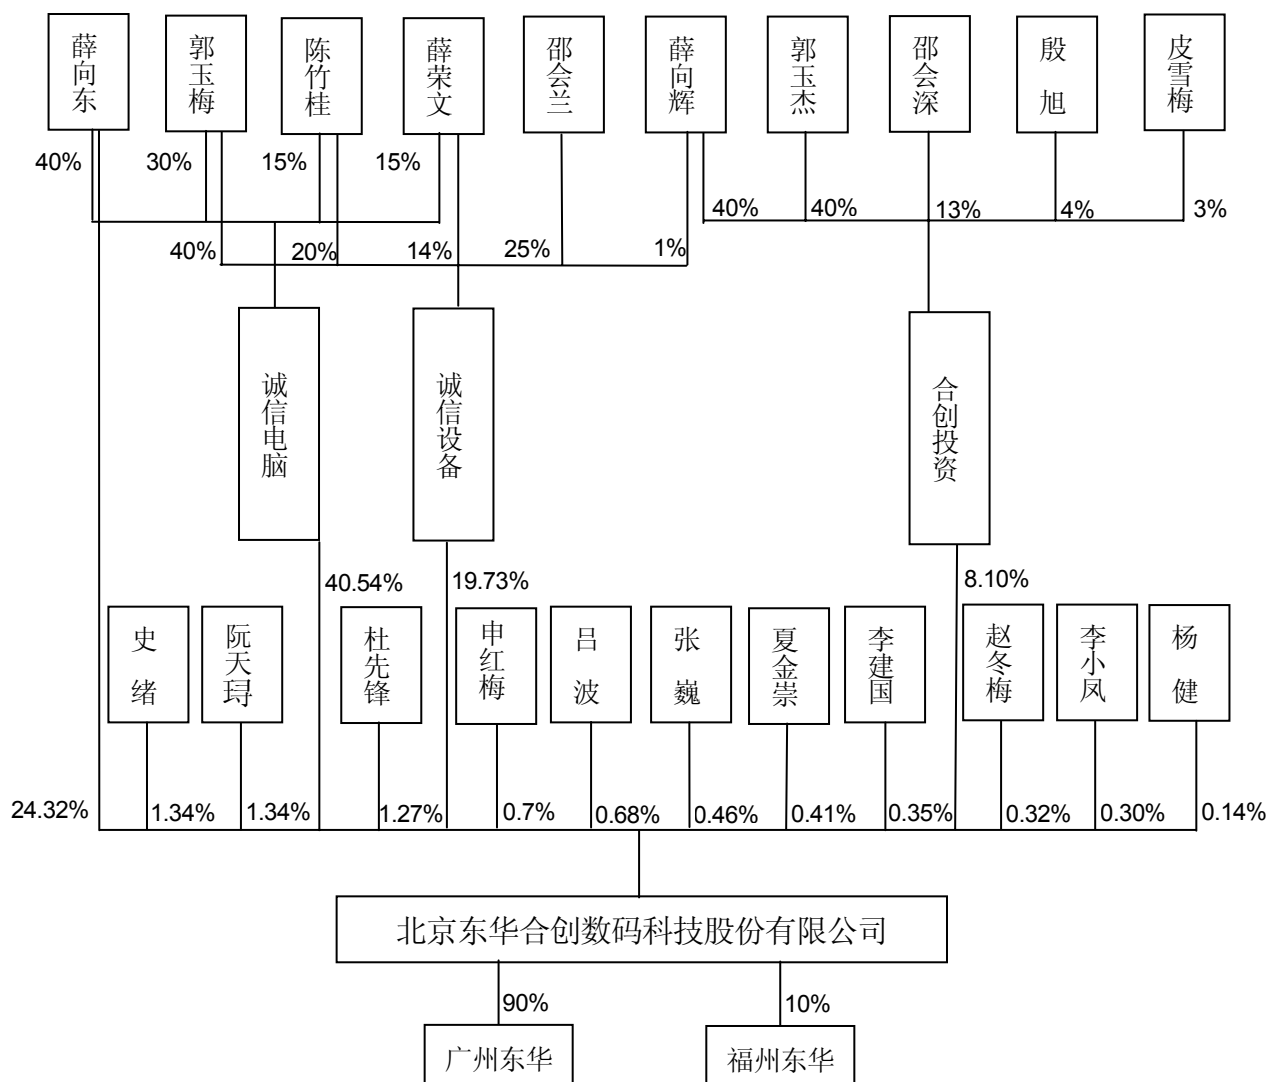 薛向东
郭玉梅
陈竹桂
薛荣文
邵会兰
薛向辉
郭玉杰
邵会深
殷旭
皮雪梅
40%
30%
15%
15%
40%
40%
13%
4%
3%
40%
20%
14%
25%
1%
诚信电脑
诚信设备
合创投资
40.54%
19.73%
8.10%
史绪
阮天珺
杜先锋
申红梅
吕波
张巍
夏金崇
李建国
赵冬梅
李小凤
杨健
24.32%
1.34%
1.34%
1.27%
0.7%
0.68%
0.46%
0.41%
0.35%
0.32%
0.30%
0.14%
北京东华合创数码科技股份有限公司
90%
10%
广州东华
福州东华